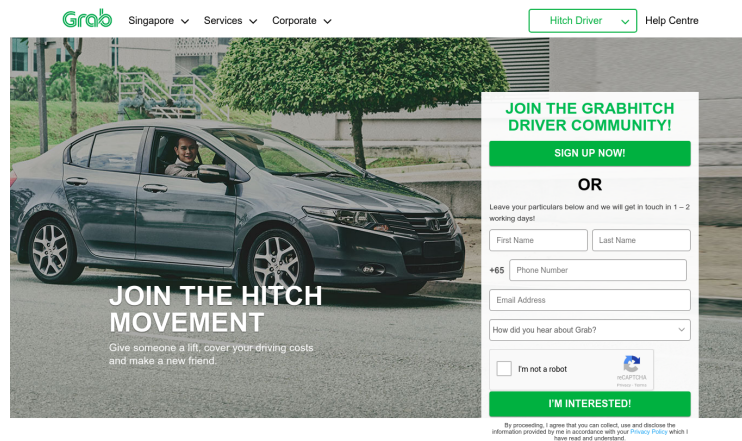 Grab
Singapore Services Corporate Hitch Driver Help Centre
JOIN THE GRABHITCH
DRIVER COMMUNITY!
SIGN UP NOW!
OR
Leave your particulars below and we will get in touch in 1 – 2
working days!
First Name Last Name
+65 Phone Number
Email Address
How did you hear about Grab?
I'm not a robot
reCAPTCHA
Privacy - Terms
I'M INTERESTED!
By proceeding, I agree that you can collect, use and disclose the
information provided by me in accordance with your Privacy Policy which I
have read and understand.
JOIN THE HITCH
MOVEMENT
Give someone a lift, cover your driving costs
and make a new friend.